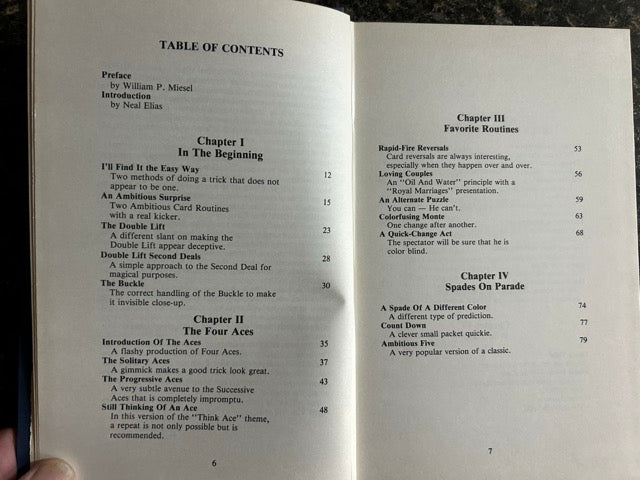 TABLE OF CONTENTS
Preface
by William P. Miesel
Introduction
by Neal Elias
Chapter I
In The Beginning
I'll Find It the Easy Way 12
Two methods of doing a trick that does not
appear to be one.
An Ambitious Surprise 15
Two Ambitious Card Routines
with a real kicker.
The Double Lift 23
A different slant on making the
Double Lift appear deceptive.
Double Lift Second Deals 28
A simple approach to the Second Deal for
magical purposes.
The Buckle 30
The correct handling of the Buckle to make
it invisible close-up.
Chapter II
The Four Aces
Introduction Of The Aces 35
A flashy production of Four Aces.
The Solitary Aces 37
A gimmick makes a good trick look great.
The Progressive Aces 43
A very subtle avenue to the Successive
Aces that is completely impromptu.
Still Thinking Of An Ace 48
In this version of the "Think Ace" theme,
a repeat is not only possible but is
recommended.
6
Chapter III
Favorite Routines
Rapid-Fire Reversals 53
Card reversals are always interesting,
especially when they happen over and over.
Loving Couples 56
An "Oil And Water" principle with a
"Royal Marriages" presentation.
An Alternate Puzzle 59
You can — He can't.
Colorfusing Monte 63
One change after another.
A Quick-Change Act 68
The spectator will be sure that he is
color blind.
Chapter IV
Spades On Parade
A Spade Of A Different Color 74
A different type of prediction.
Count Down 77
A clever small packet quickie.
Ambitious Five 79
A very popular version of a classic.
7